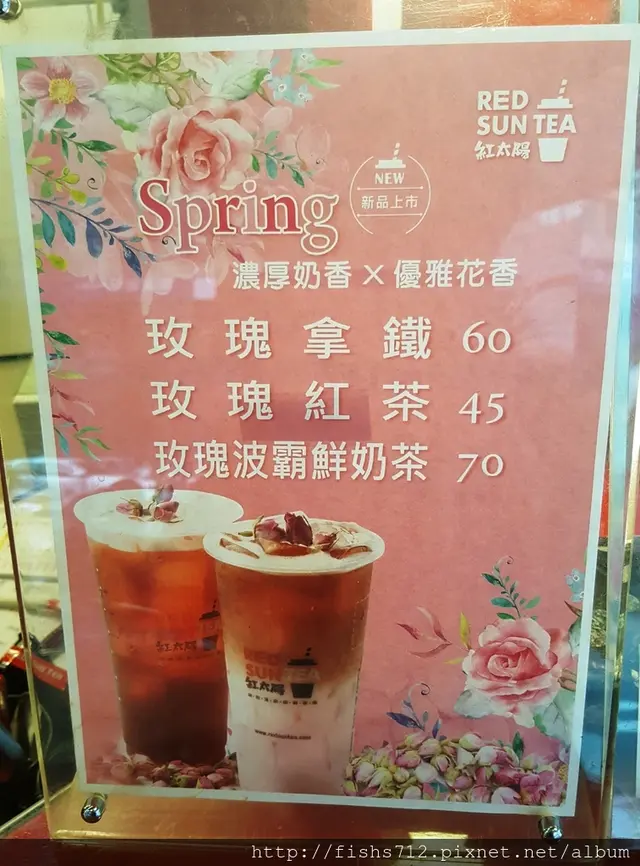 RED
SUN TEA
紅太陽
Spring
NEW
新品上市
濃厚奶香×優雅花香
玫瑰拿鐵 60
玫瑰紅茶 45
玫瑰波霸鮮奶茶 70
紅太陽
RED
SUN TEA
紅太陽
http://fishs712.pixnet.net/album